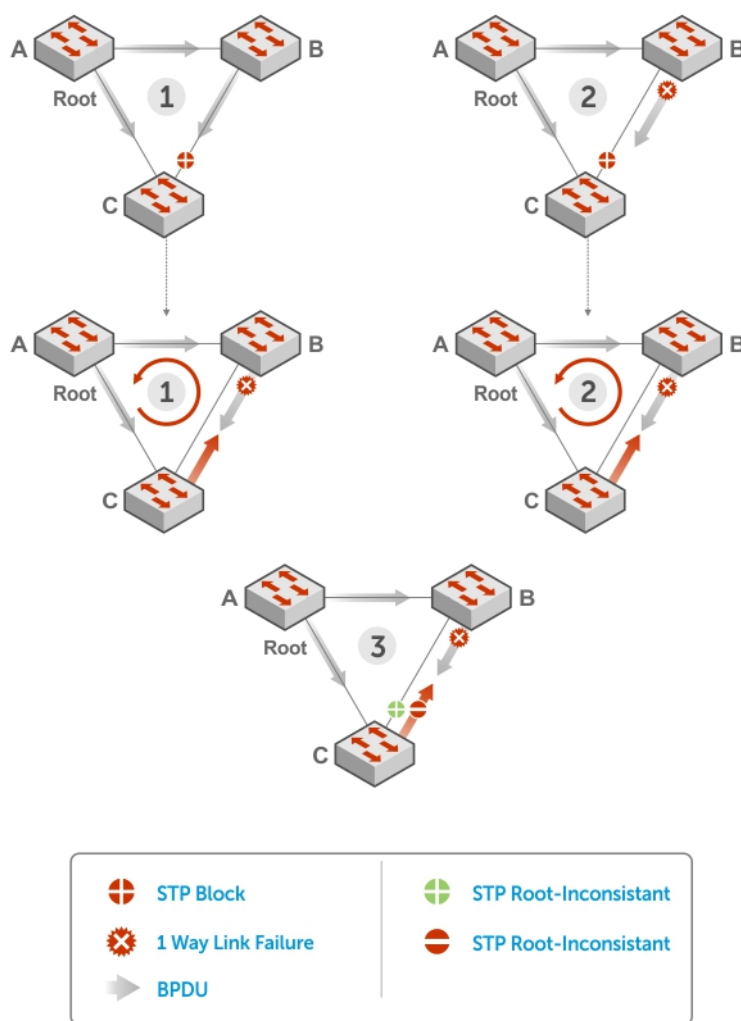 A
B
A
B
Root
1
Root
2
C
C
A
B
A
B
Root
1
Root
2
C
C
A
B
Root
3
C
STP Block
STP Root-Inconsistant
1 Way Link Failure
STP Root-Inconsistant
BPDU